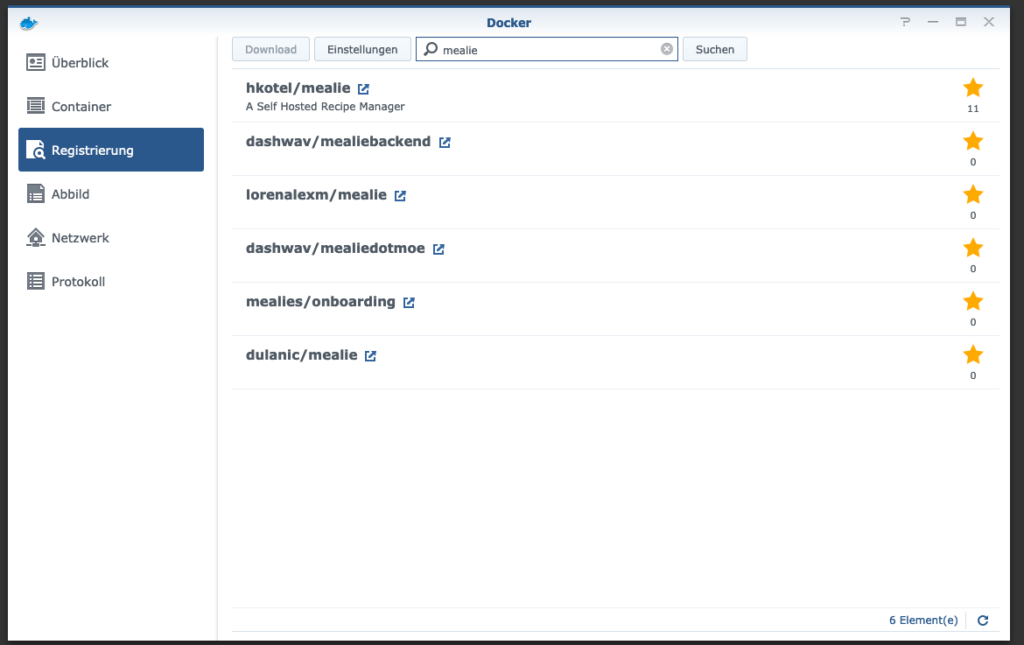 Docker
Überblick
Container
Registrierung
Abbild
Netzwerk
Protokoll
Download Einstellungen mealie Suchen
hkotel/mealie
A Self Hosted Recipe Manager
11
dashwav/mealiebackend
0
lorenalexm/mealie
0
dashwav/mealiedotmoe
0
mealies/onboarding
0
dulanic/mealie
0
6 Element(e)